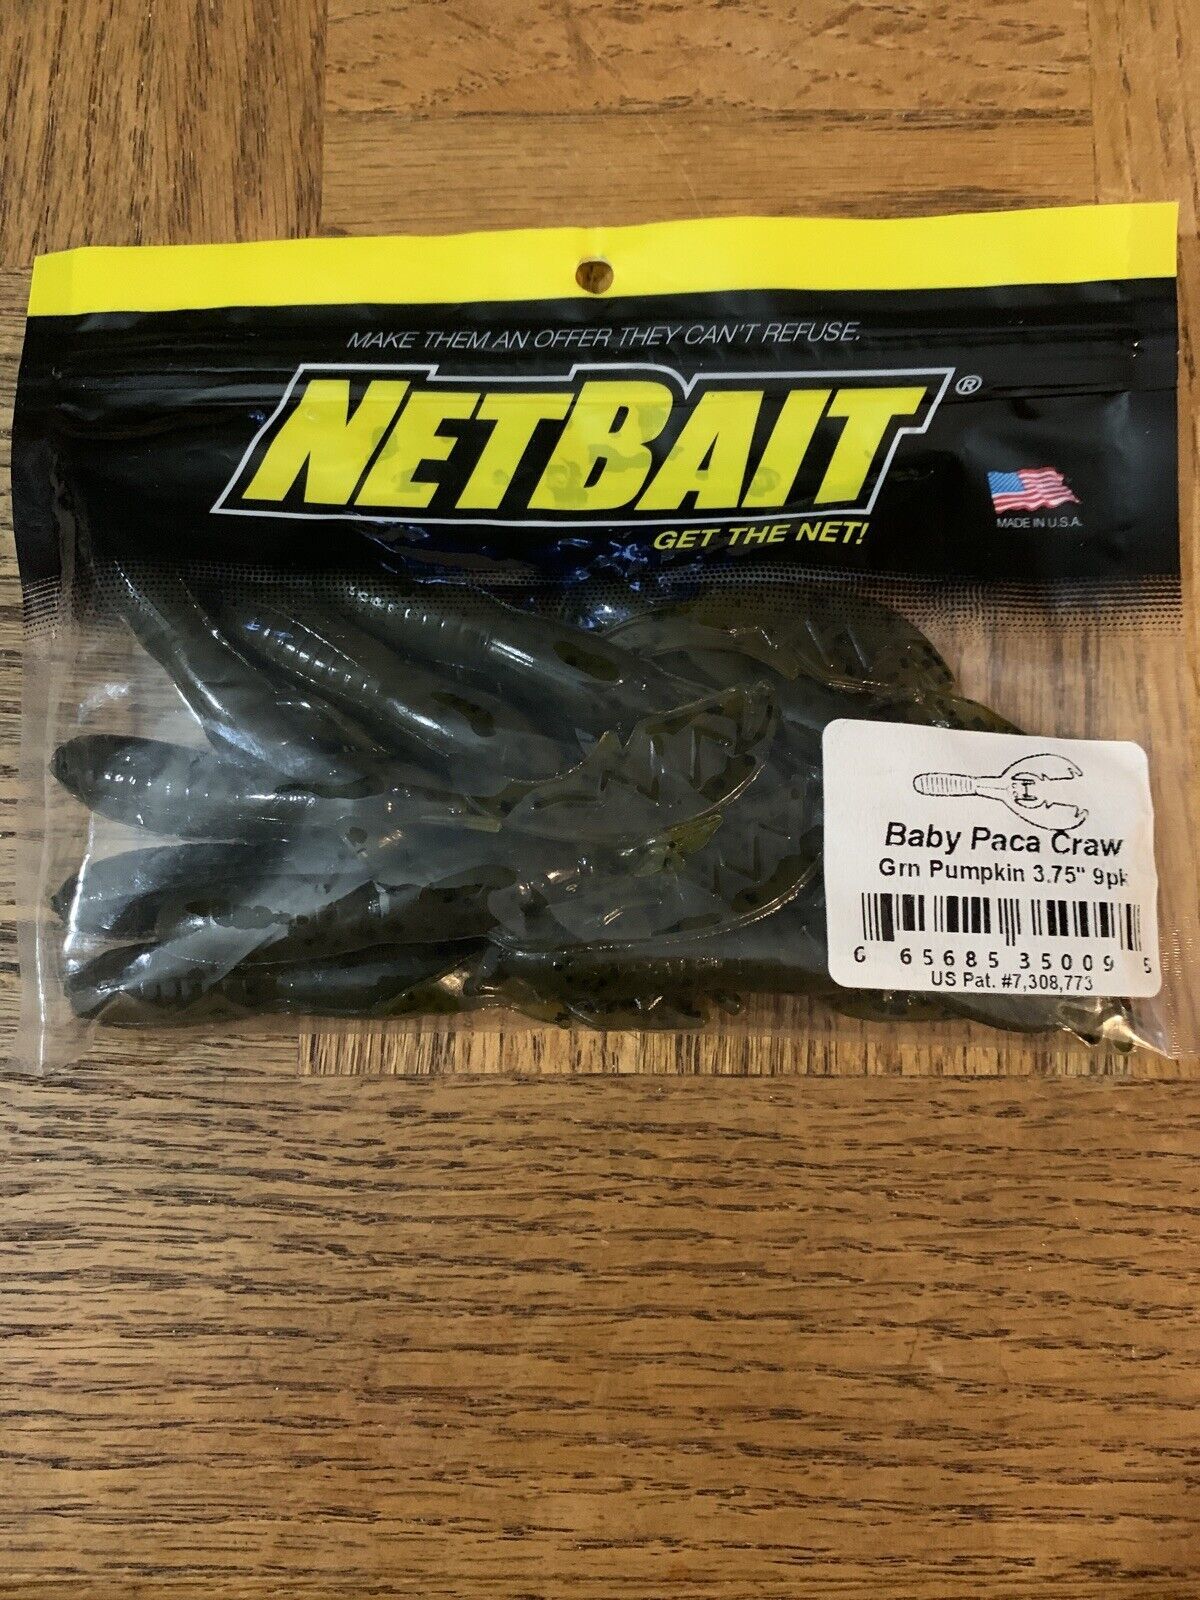 MAKE THEM AN OFFER THEY CAN'T REFUSE.
NETBAIT®
GET THE NET!
MADE IN U.S.A.
Baby Paca Craw
Grn Pumpkin 3.75" 9pk
6 65685 35009 5
US Pat. #7,308,773